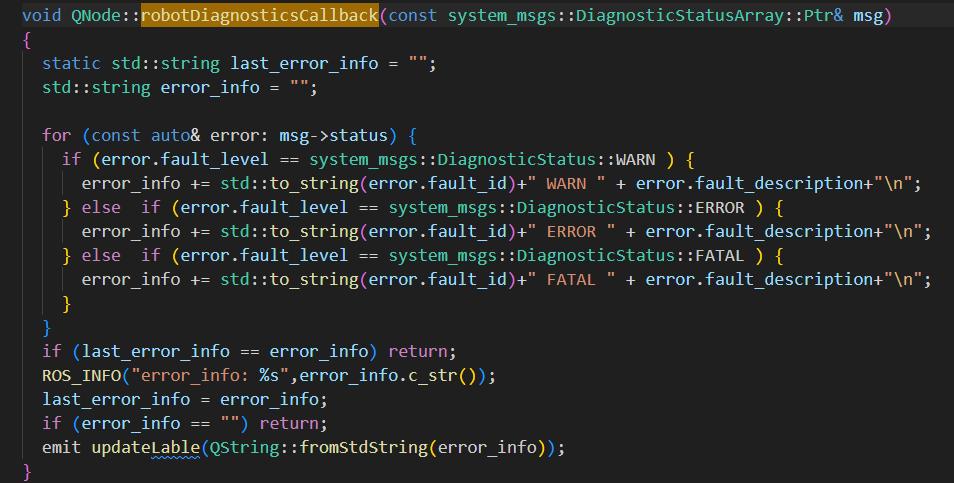 void QNode::robotDiagnosticsCallback(const system_msgs::DiagnosticStatusArray::Ptr& msg)
{
  static std::string last_error_info = "";
  std::string error_info = "";

  for (const auto& error: msg->status) {
    if (error.fault_level == system_msgs::DiagnosticStatus::WARN ) {
      error_info += std::to_string(error.fault_id)+" WARN " + error.fault_description+"\n";
    } else  if (error.fault_level == system_msgs::DiagnosticStatus::ERROR ) {
      error_info += std::to_string(error.fault_id)+" ERROR " + error.fault_description+"\n";
    } else  if (error.fault_level == system_msgs::DiagnosticStatus::FATAL ) {
      error_info += std::to_string(error.fault_id)+" FATAL " + error.fault_description+"\n";
    }
  }
  if (last_error_info == error_info) return;
  ROS_INFO("error_info: %s",error_info.c_str());
  last_error_info = error_info;
  if (error_info == "") return;
  emit updateLable(QString::fromStdString(error_info));
}